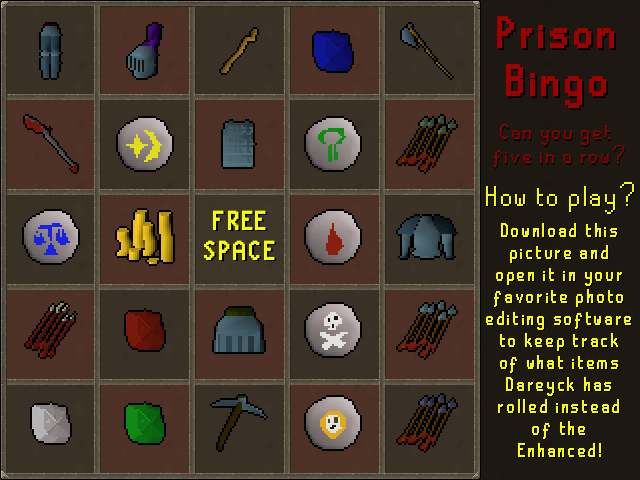 Prison
Bingo
Can you get
five in a row?
How to play?
Download this
picture and
open it in your
favorite photo
editing software
to keep track
of what items
Dareyck has
rolled instead
of the
Enhanced!
FREE
SPACE